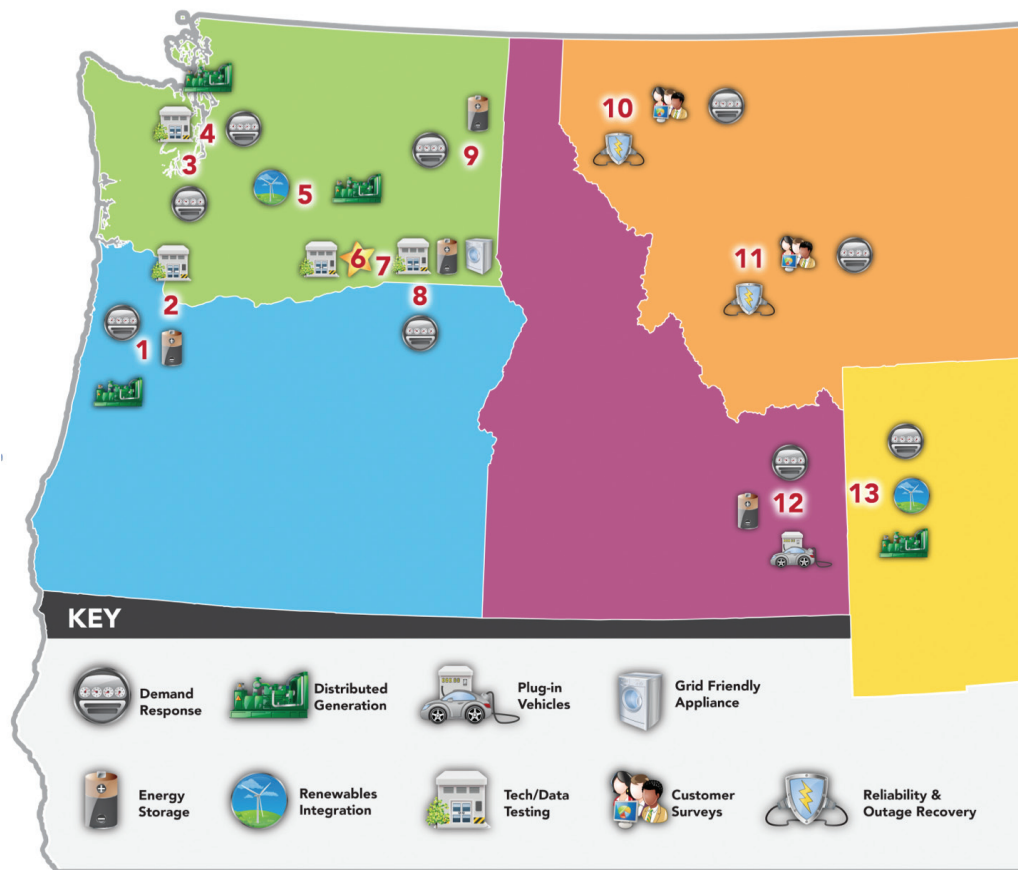 10
4
9
3
5
6
7
11
8
2
1
13
12
KEY
Demand
Response
Distributed
Generation
Plug-in
Vehicles
Grid Friendly
Appliance
Energy
Storage
Renewables
Integration
Tech/Data
Testing
Customer
Surveys
Reliability &
Outage Recovery